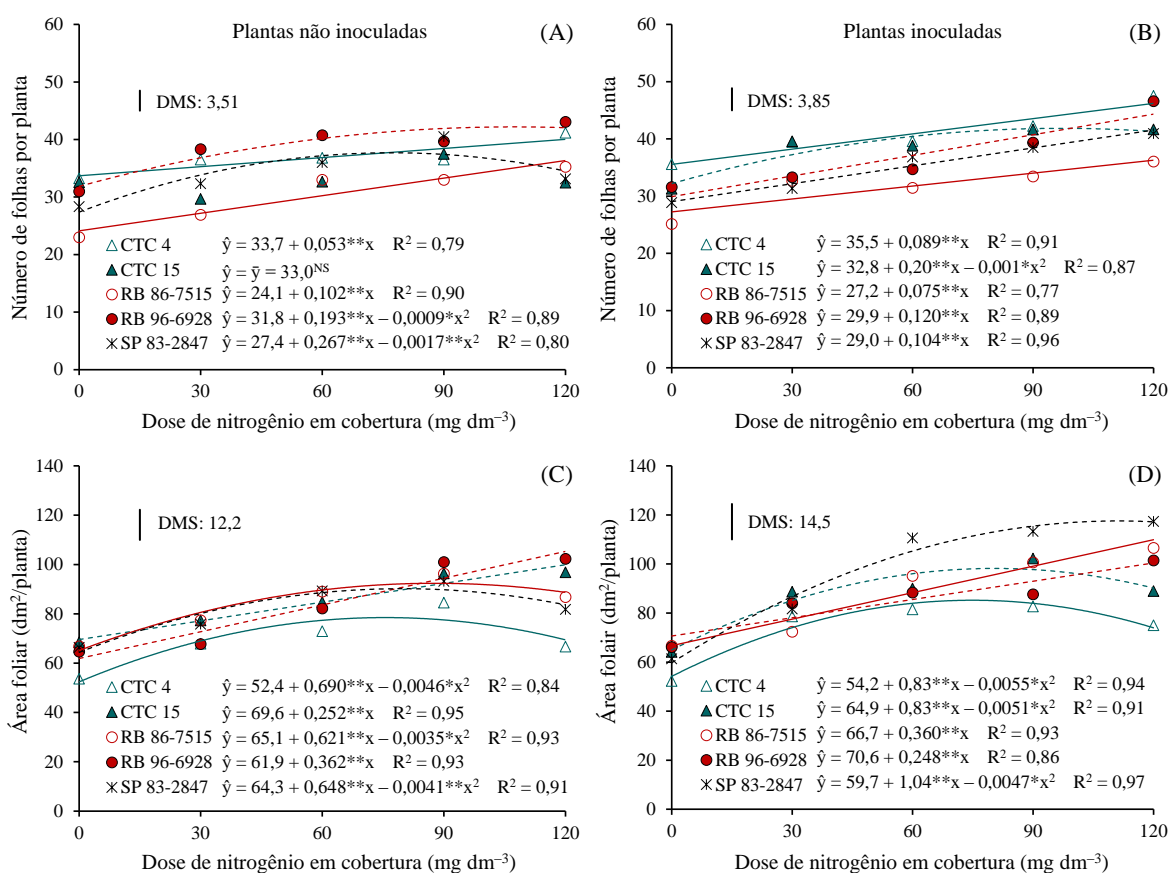 Plantas não inoculadas (A)
Número de folhas por planta
60
50
40
30
20
10
0
DMS: 3,51
CTC 4 ŷ = 33,7 + 0,053**x R² = 0,79
CTC 15 ŷ = ȳ = 33,0ᴺˢ
RB 86-7515 ŷ = 24,1 + 0,102**x R² = 0,90
RB 96-6928 ŷ = 31,8 + 0,193**x – 0,0009*x² R² = 0,89
SP 83-2847 ŷ = 27,4 + 0,267**x – 0,0017**x² R² = 0,80
0 30 60 90 120
Dose de nitrogênio em cobertura (mg dm⁻³)
Plantas inoculadas (B)
Número de folhas por planta
60
50
40
30
20
10
0
DMS: 3,85
CTC 4 ŷ = 35,5 + 0,089**x R² = 0,91
CTC 15 ŷ = 32,8 + 0,20**x – 0,001*x² R² = 0,87
RB 86-7515 ŷ = 27,2 + 0,075**x R² = 0,77
RB 96-6928 ŷ = 29,9 + 0,120**x R² = 0,89
SP 83-2847 ŷ = 29,0 + 0,104**x R² = 0,96
0 30 60 90 120
Dose de nitrogênio em cobertura (mg dm⁻³)
(C)
Área foliar (dm²/planta)
140
120
100
80
60
40
20
0
DMS: 12,2
CTC 4 ŷ = 52,4 + 0,690**x – 0,0046*x² R² = 0,84
CTC 15 ŷ = 69,6 + 0,252**x R² = 0,95
RB 86-7515 ŷ = 65,1 + 0,621**x – 0,0035*x² R² = 0,93
RB 96-6928 ŷ = 61,9 + 0,362**x R² = 0,93
SP 83-2847 ŷ = 64,3 + 0,648**x – 0,0041**x² R² = 0,91
0 30 60 90 120
Dose de nitrogênio em cobertura (mg dm⁻³)
(D)
Área folair (dm²/planta)
140
120
100
80
60
40
20
0
DMS: 14,5
CTC 4 ŷ = 54,2 + 0,83**x – 0,0055*x² R² = 0,94
CTC 15 ŷ = 64,9 + 0,83**x – 0,0051*x² R² = 0,91
RB 86-7515 ŷ = 66,7 + 0,360**x R² = 0,93
RB 96-6928 ŷ = 70,6 + 0,248**x R² = 0,86
SP 83-2847 ŷ = 59,7 + 1,04**x – 0,0047*x² R² = 0,97
0 30 60 90 120
Dose de nitrogênio em cobertura (mg dm⁻³)